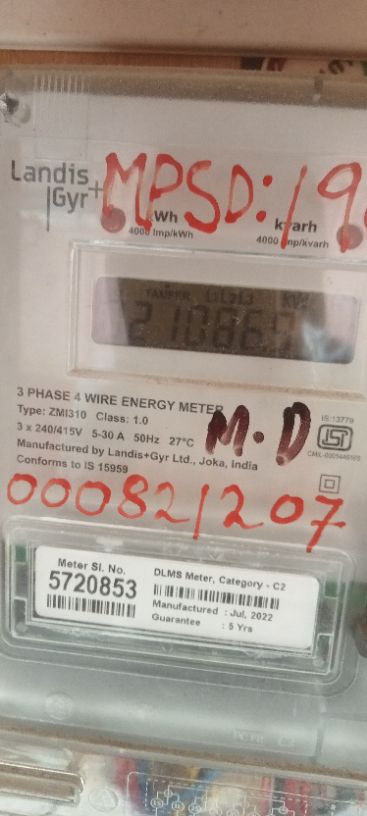 Landis
Gyr+
MPSD:19
kWh
4000 Imp/kWh
kvarh
4000 Imp/kvarh
TAMPER L1L2L3
3 PHASE 4 WIRE ENERGY METER
Type: ZMI310 Class: 1.0
3 x 240/415V 5-30 A 50Hz 27°C
Manufactured by Landis+Gyr Ltd., Joka, India
Conforms to IS 15959
M.D
IS:13779
000821207
Meter Sl. No.
5720853
DLMS Meter, Category - C2
Manufactured : Jul, 2022
Guarantee : 5 Yrs